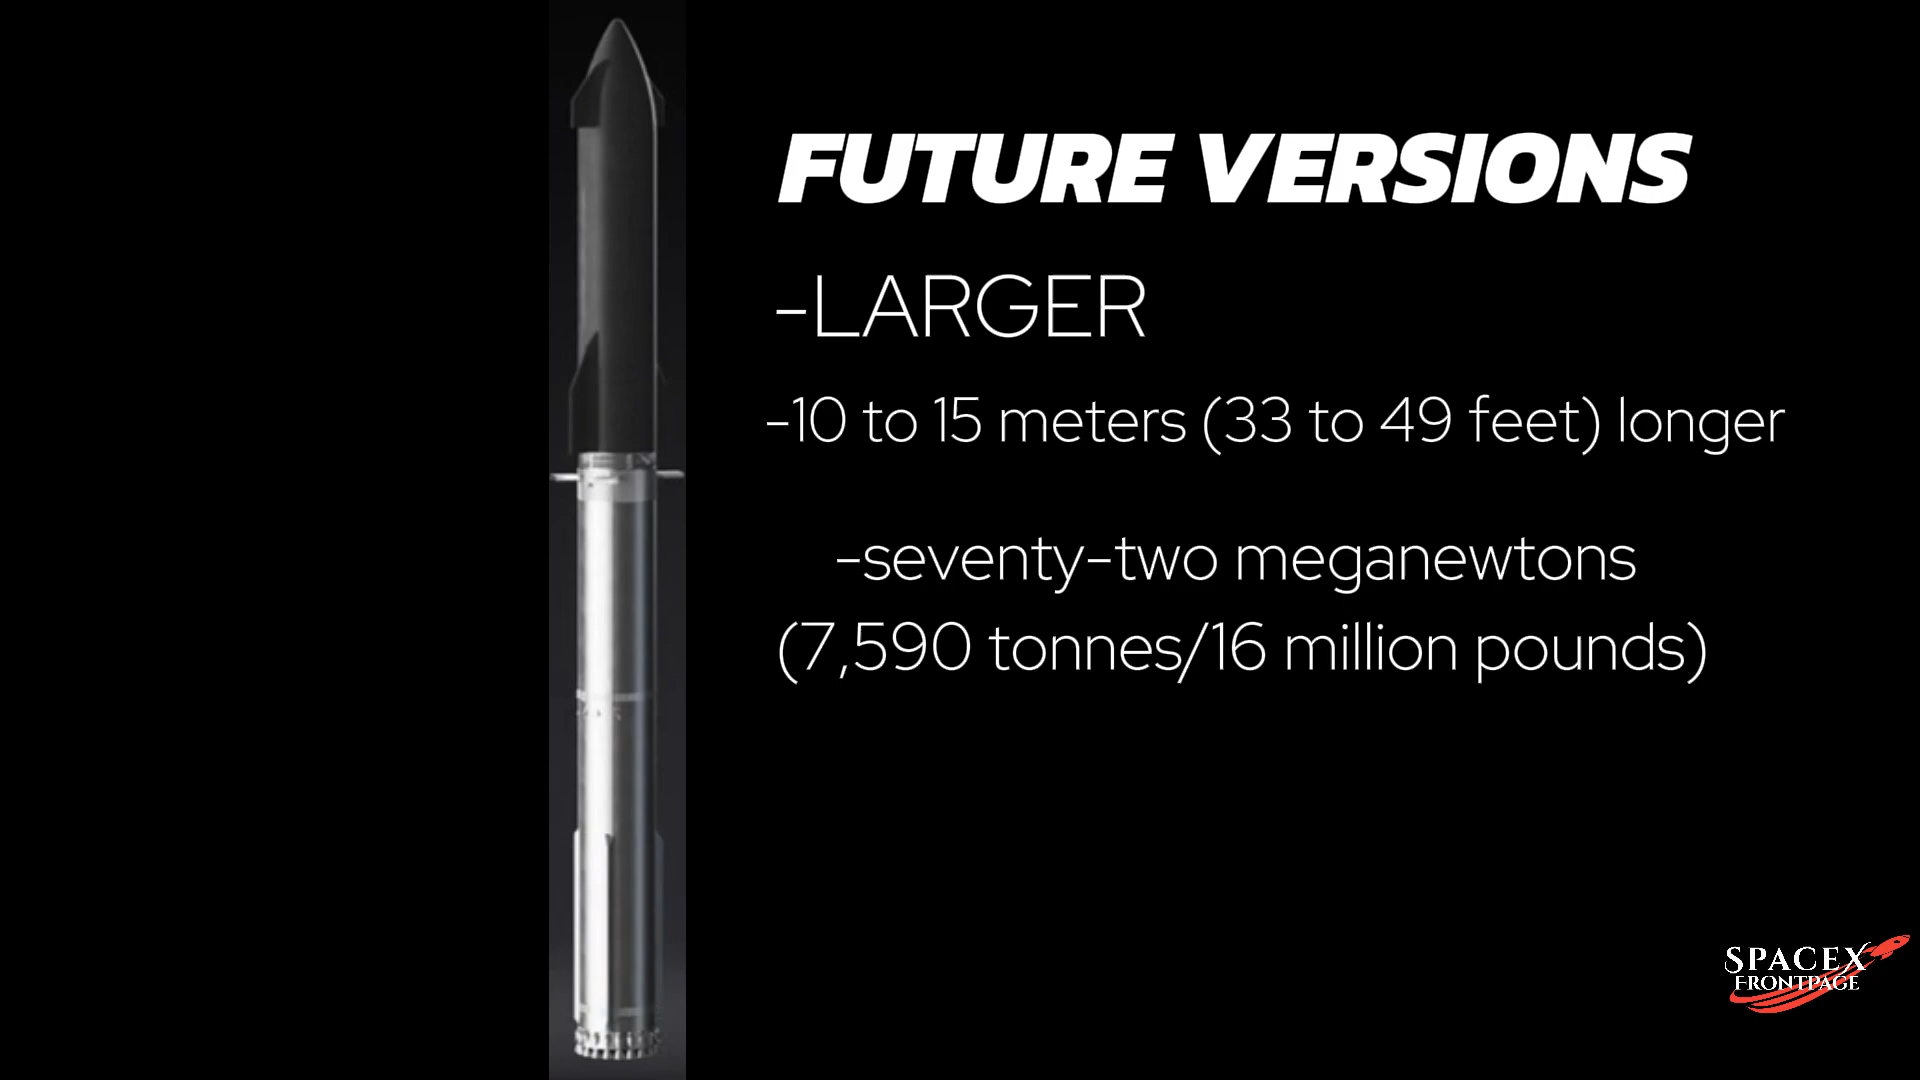 FUTURE VERSIONS
-LARGER
-10 to 15 meters (33 to 49 feet) longer
-seventy-two meganewtons
(7,590 tonnes/16 million pounds)
SPACEX
FRONTPAGE